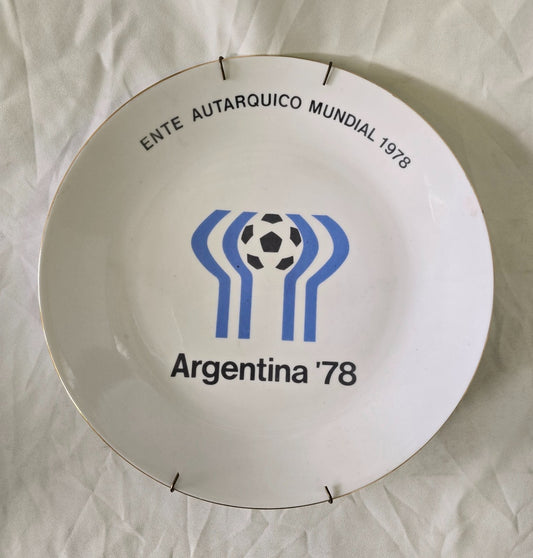 ENTE AUTARQUICO MUNDIAL 1978
Argentina '78